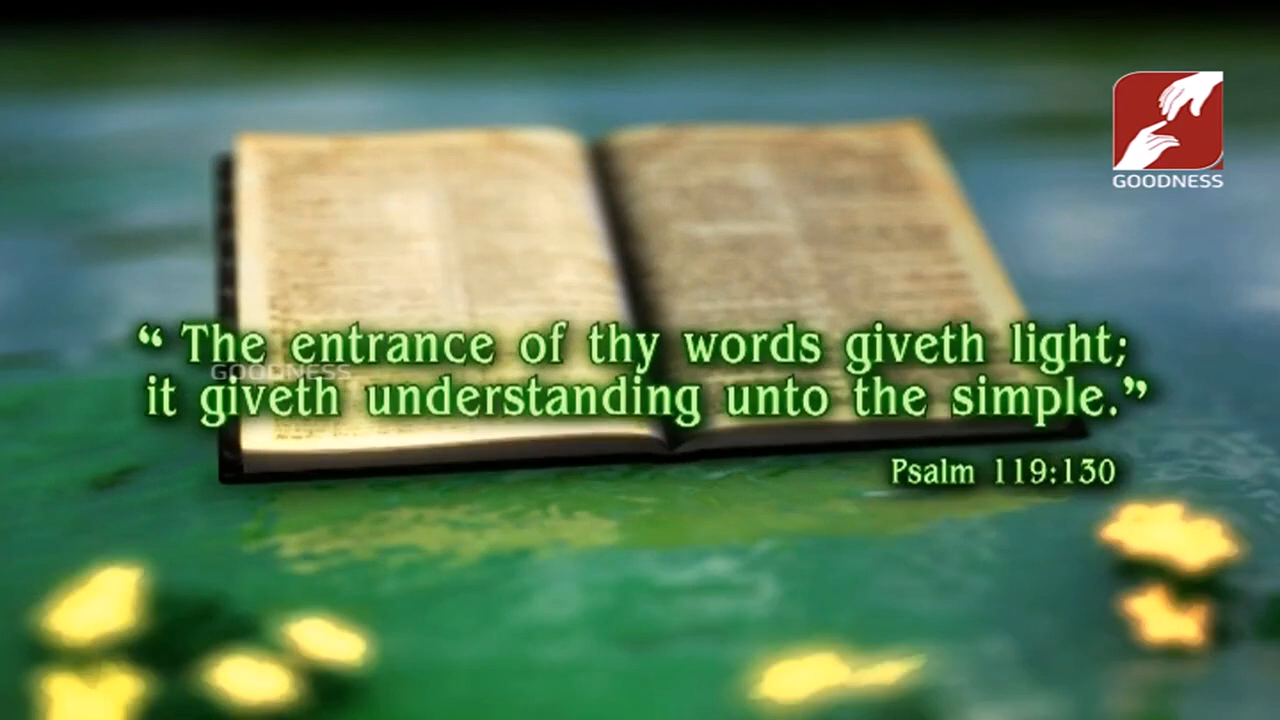 GOODNESS
“ The entrance of thy words giveth light;
GOODNESS
it giveth understanding unto the simple.”
Psalm 119:130